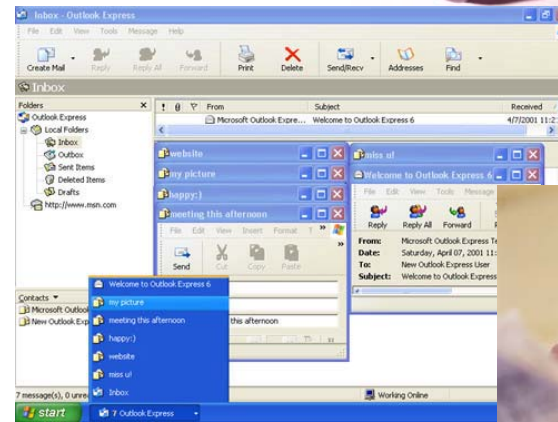 Inbox - Outlook Express
File Edit View Tools Message Help
Create Mail Reply Reply All Forward Print Delete Send/Recv Addresses Find
Inbox
Folders
Outlook Express
Local Folders
Inbox
Outbox
Sent Items
Deleted Items
Drafts
http://www.msn.com
! From Subject Received
Microsoft Outlook Expre... Welcome to Outlook Express 6 4/7/2001 11:2
website
my picture
happy:)
meeting this afternoon
File Edit View Insert Format
Send Cut Copy Paste
this afternoon
miss u!
Welcome to Outlook Express 6
File Edit View Tools Message
Reply Reply All Forward
From: Microsoft Outlook Express Te
Date: Saturday, April 07, 2001 11:
To: New Outlook Express User
Subject: Welcome to Outlook Express
Contacts
Microsoft Outloo
New Outlook Exp
Welcome to Outlook Express 6
my picture
meeting this afternoon
happy:)
website
miss u!
Inbox
7 message(s), 0 unre
Working Online
start
7 Outlook Express